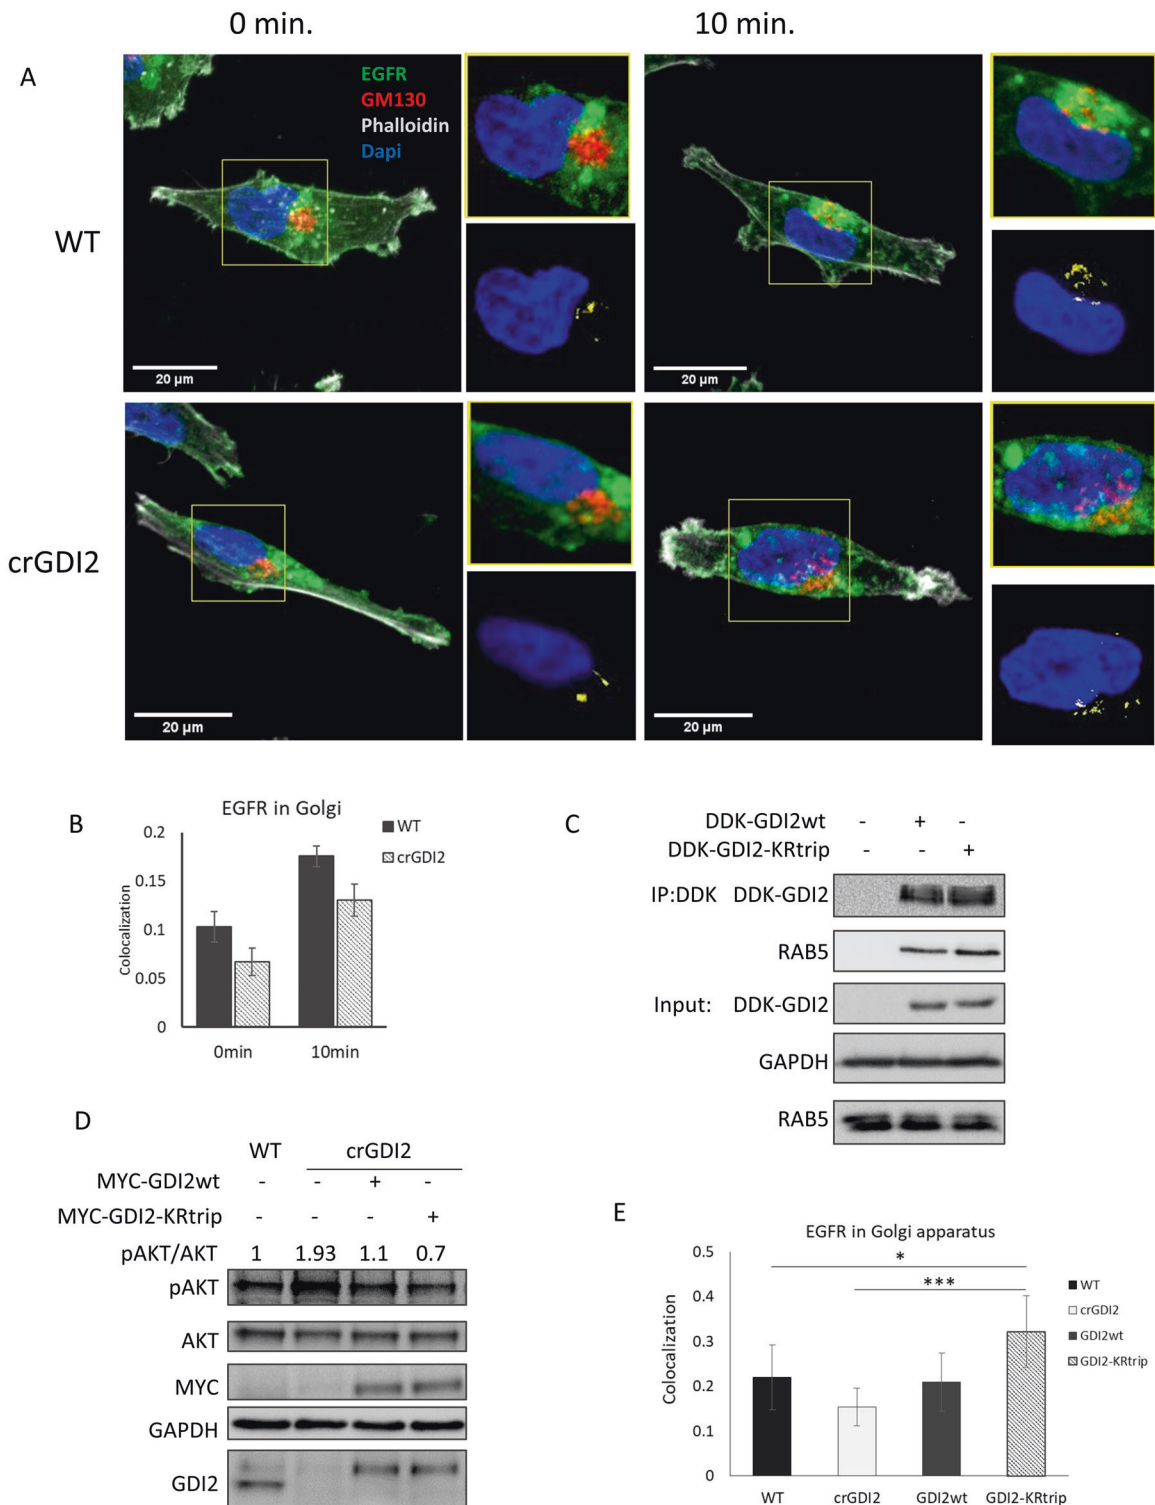 0 min.
10 min.
A
EGFR
GM130
Phalloidin
Dapi
WT
20 µm
20 µm
crGDI2
20 µm
20 µm
B
EGFR in Golgi
0.2
0.15
0.1
0.05
0
Colocalization
WT
crGDI2
0min
10min
C
DDK-GDI2wt - + -
DDK-GDI2-KRtrip - - +
IP:DDK DDK-GDI2
RAB5
Input: DDK-GDI2
GAPDH
RAB5
D
WT crGDI2
MYC-GDI2wt - - + -
MYC-GDI2-KRtrip - - - +
pAKT/AKT 1 1.93 1.1 0.7
pAKT
AKT
MYC
GAPDH
GDI2
E
EGFR in Golgi apparatus
0.5
0.4
0.3
0.2
0.1
0
Colocalization
*
***
WT
crGDI2
GDI2wt
GDI2-KRtrip
WT crGDI2 GDI2wt GDI2-KRtrip